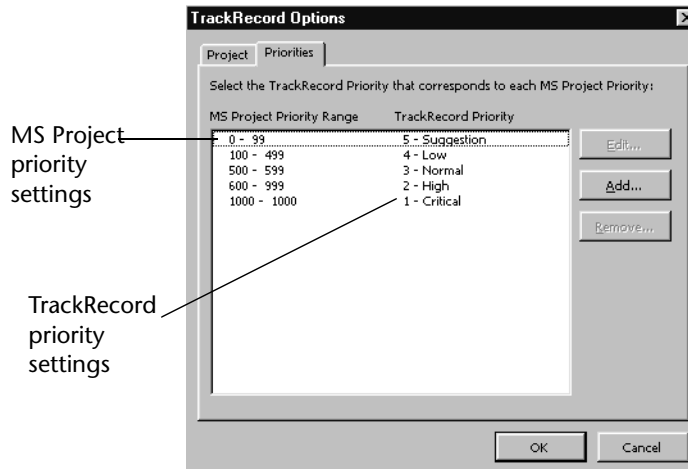 TrackRecord Options
Project
Priorities
Select the TrackRecord Priority that corresponds to each MS Project Priority:
MS Project Priority Range TrackRecord Priority
0 - 99 5 - Suggestion
100 - 499 4 - Low
500 - 599 3 - Normal
600 - 999 2 - High
1000 - 1000 1 - Critical
Edit...
Add...
Remove...
OK
Cancel
MS Project
priority
settings
TrackRecord
priority
settings